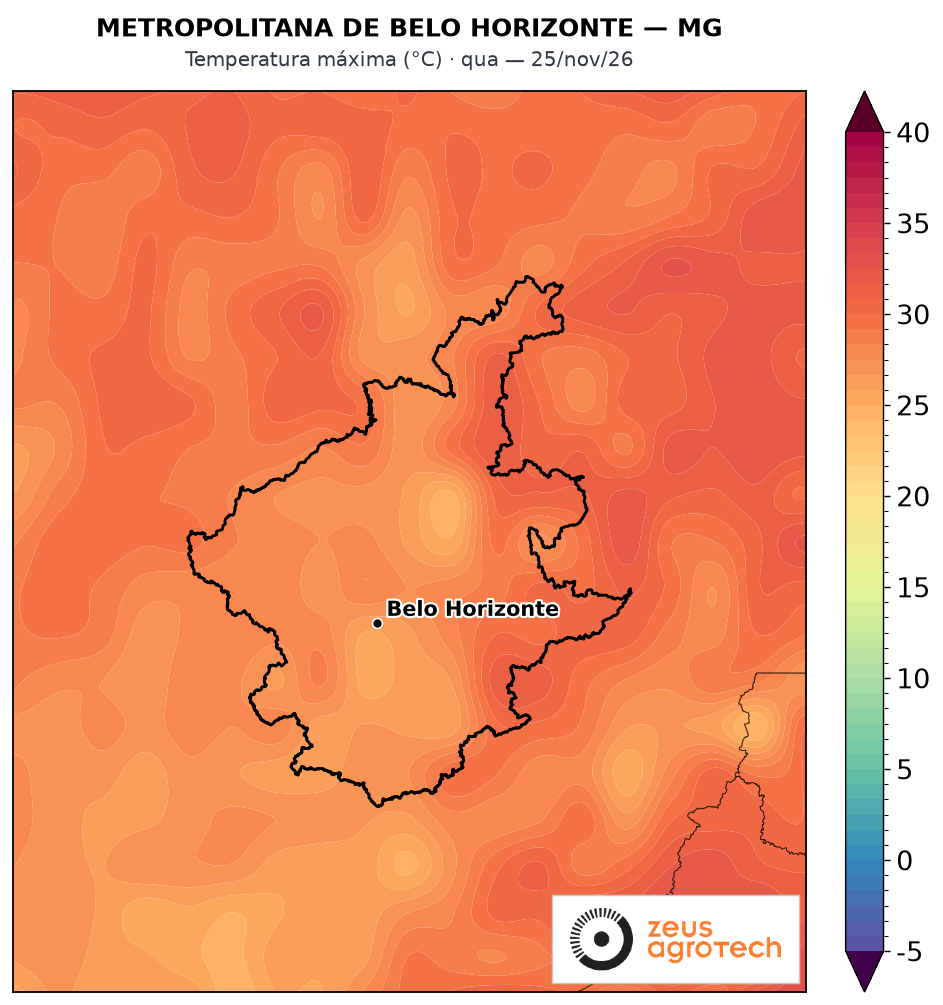 METROPOLITANA DE BELO HORIZONTE — MG
Temperatura máxima (°C) · qua — 25/nov/26
40
35
30
25
20
15
10
5
0
-5
Belo Horizonte
zeus
agrotech